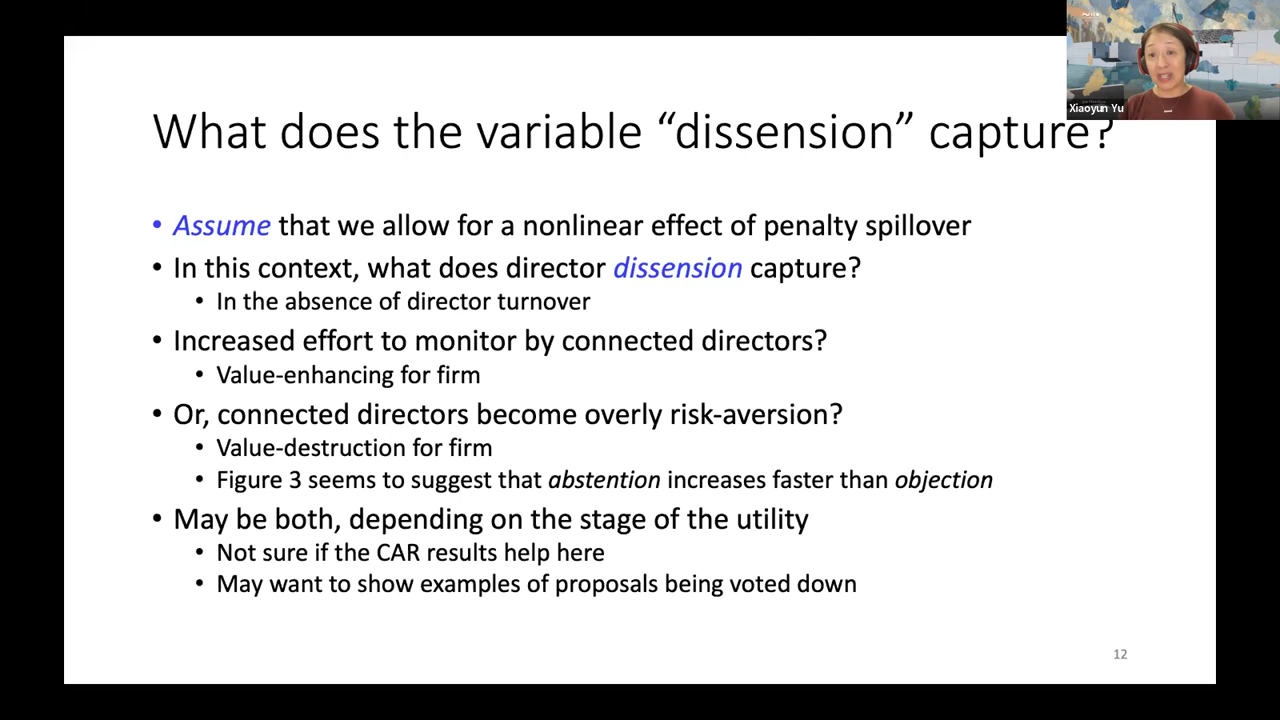 Xiaoyun Yu
What does the variable “dissension” capture?
• Assume that we allow for a nonlinear effect of penalty spillover
• In this context, what does director dissension capture?
• In the absence of director turnover
• Increased effort to monitor by connected directors?
• Value-enhancing for firm
• Or, connected directors become overly risk-aversion?
• Value-destruction for firm
• Figure 3 seems to suggest that abstention increases faster than objection
• May be both, depending on the stage of the utility
• Not sure if the CAR results help here
• May want to show examples of proposals being voted down
12